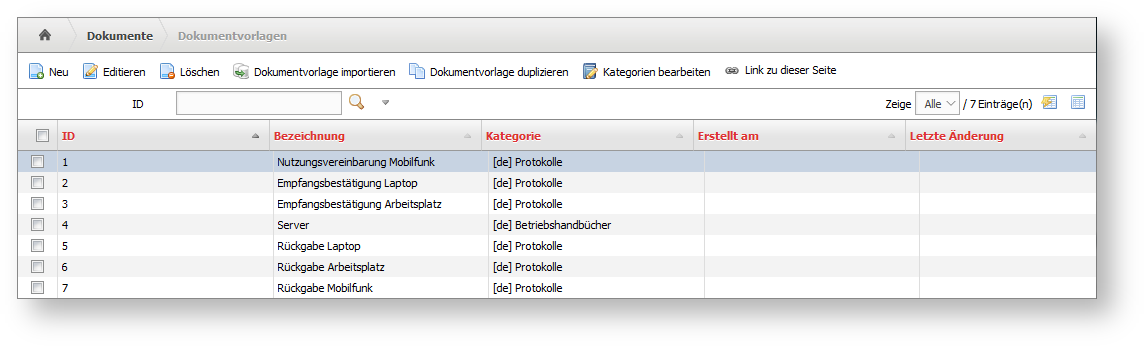 Dokumente Dokumentvorlagen
Neu Editieren Löschen Dokumentvorlage importieren Dokumentvorlage duplizieren Kategorien bearbeiten Link zu dieser Seite
ID Zeige Alle / 7 Einträge(n)
ID Bezeichnung Kategorie Erstellt am Letzte Änderung
1 Nutzungsvereinbarung Mobilfunk [de] Protokolle
2 Empfangsbestätigung Laptop [de] Protokolle
3 Empfangsbestätigung Arbeitsplatz [de] Protokolle
4 Server [de] Betriebshandbücher
5 Rückgabe Laptop [de] Protokolle
6 Rückgabe Arbeitsplatz [de] Protokolle
7 Rückgabe Mobilfunk [de] Protokolle